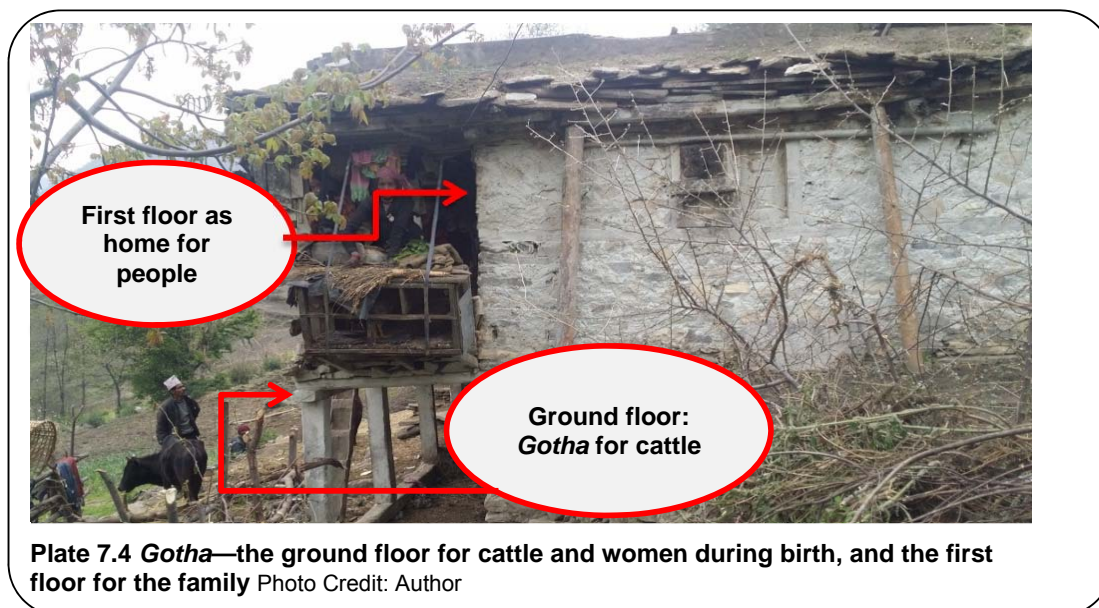 First floor as
home for
people
Ground floor:
Gotha for cattle
Plate 7.4 Gotha—the ground floor for cattle and women during birth, and the first
floor for the family Photo Credit: Author